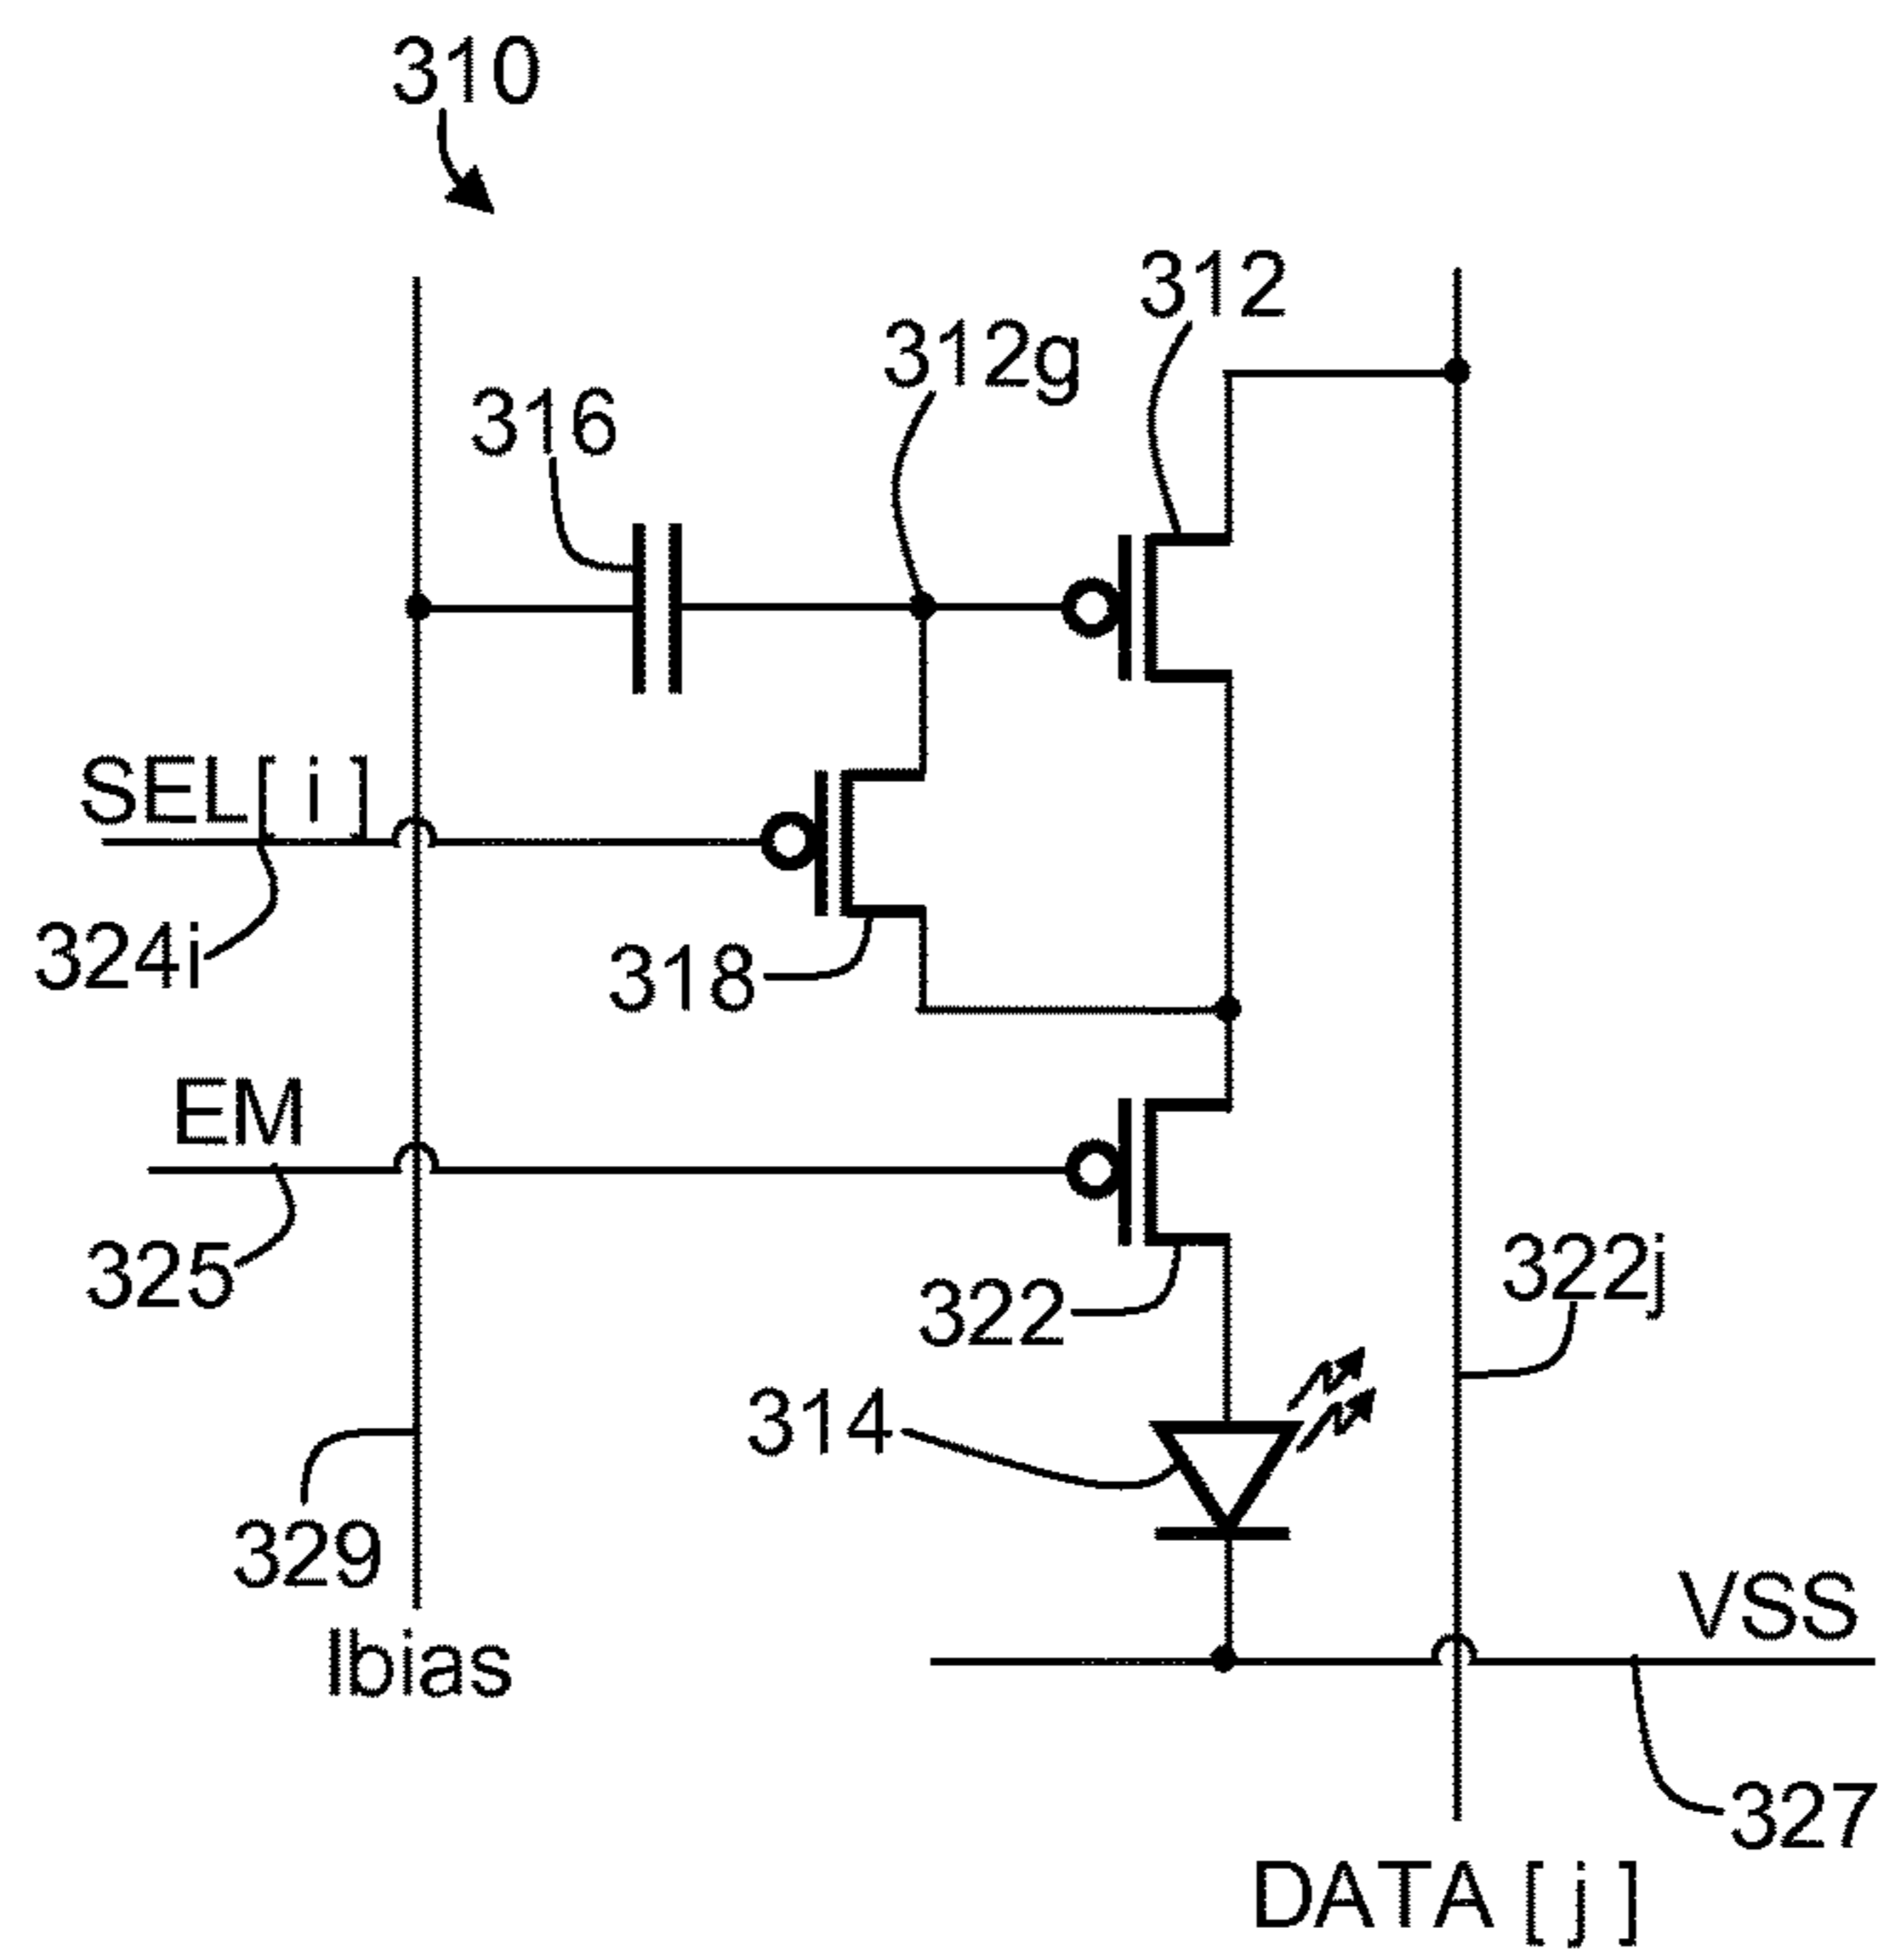 310
312
312g
316
SEL[ i ]
324i
318
EM
325
322
322j
314
329
Ibias
VSS
327
DATA [ j ]